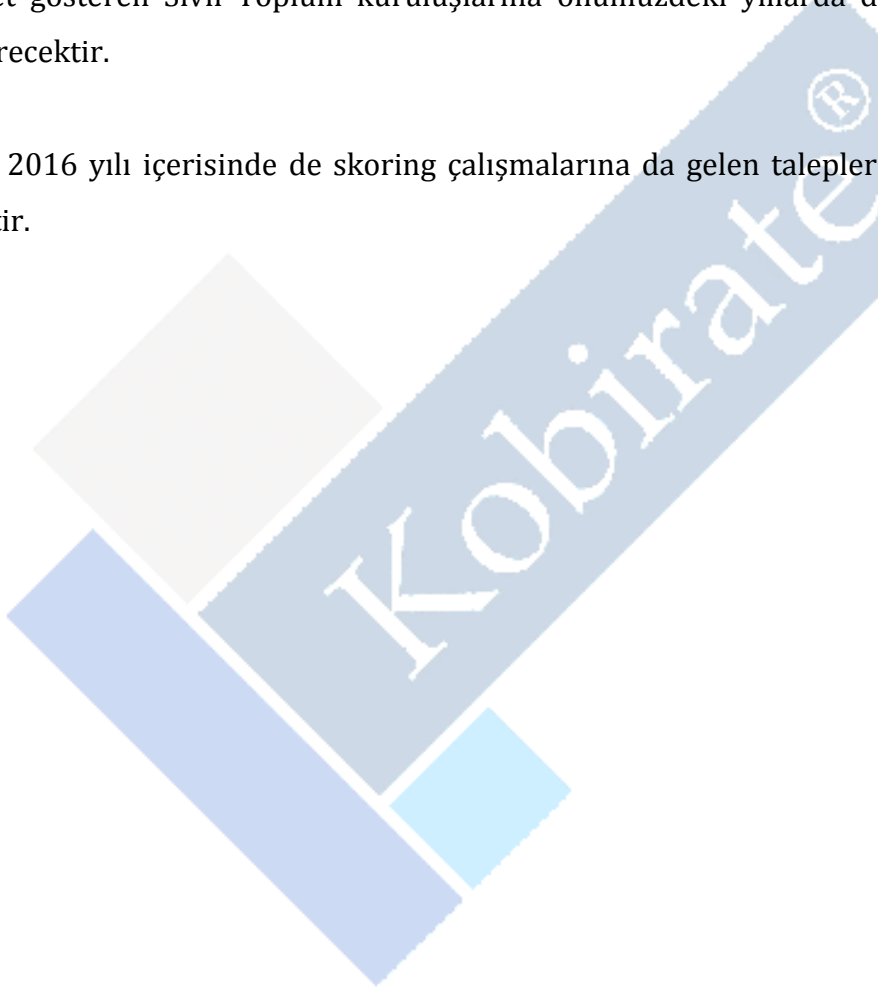 gösteren Sivil Toplum kuruluşlarına önümüzdeki yıllarda
recektir.
2016 yılı içerisinde de skoring çalışmalarına da gelen talepler
tir.
Kobirate ®